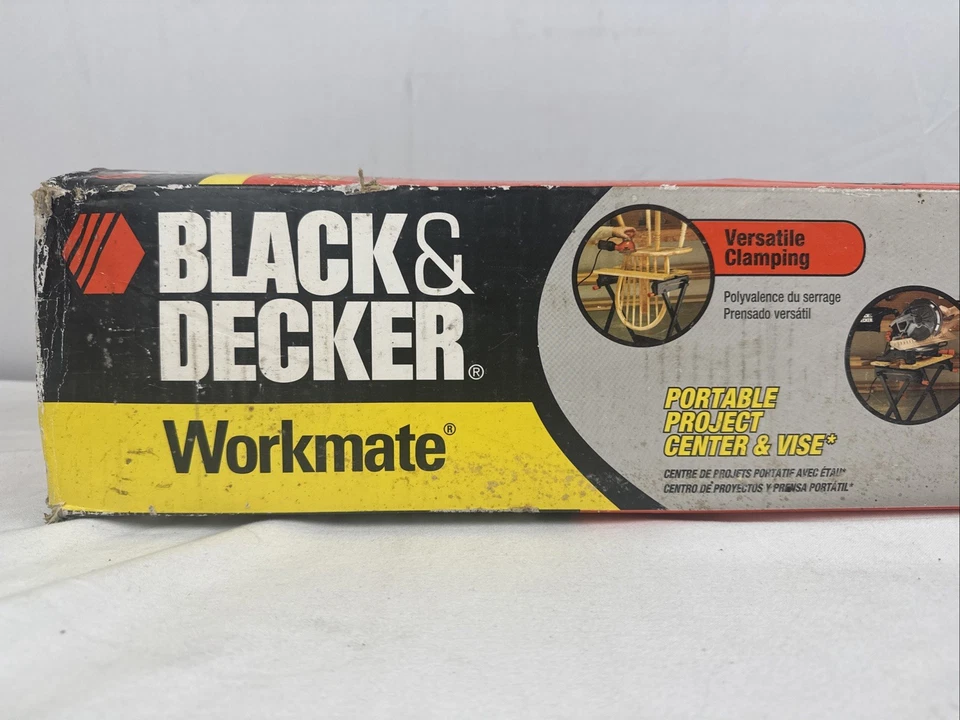 BLACK&
DECKER®
Workmate®
Versatile
Clamping
Polyvalence du serrage
Prensado versátil
PORTABLE
PROJECT
CENTER & VISE*
CENTRE DE PROJETS PORTATIF AVEC ÉTAU*
CENTRO DE PROYECTOS Y PRENSA PORTÁTIL*